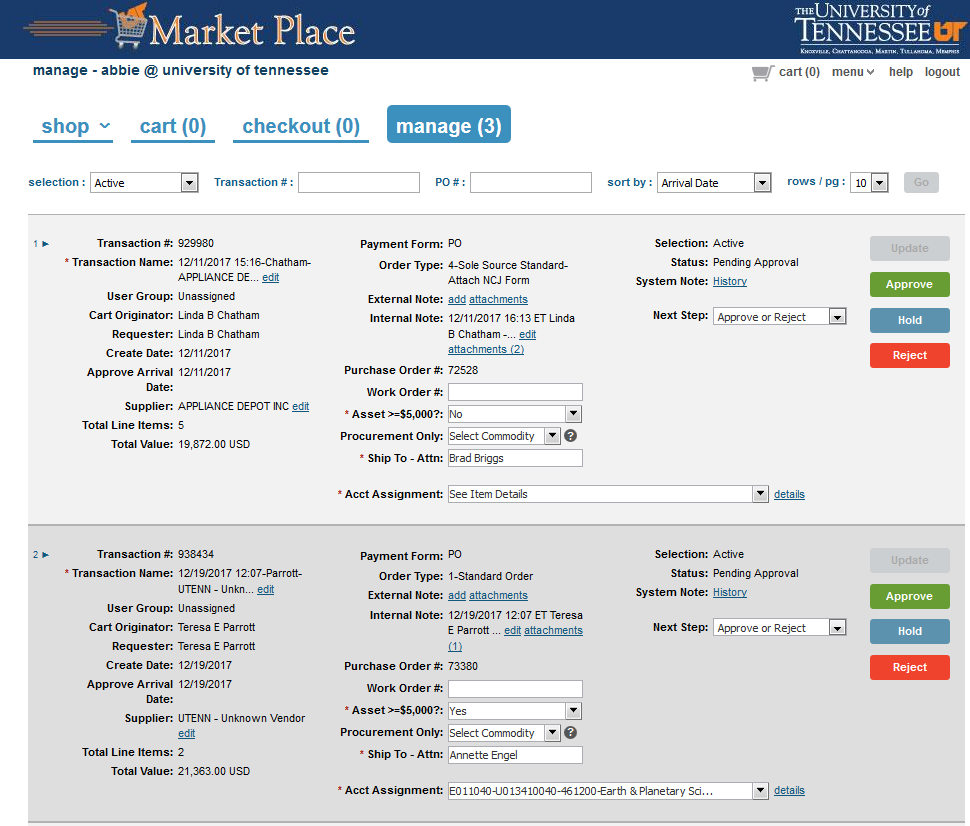 Market Place
THE UNIVERSITY of
TENNESSEE UT
KNOXVILLE, CHATTANOOGA, MARTIN, TULLAHOMA, MEMPHIS
manage - abbie @ university of tennessee
cart (0) menu help logout
shop cart (0) checkout (0) manage (3)
selection : Active Transaction # : PO # : sort by : Arrival Date rows / pg : 10 Go
1
Transaction #: 929980
* Transaction Name: 12/11/2017 15:16-Chatham-
APPLIANCE DE... edit
User Group: Unassigned
Cart Originator: Linda B Chatham
Requester: Linda B Chatham
Create Date: 12/11/2017
Approve Arrival 12/11/2017
Date:
Supplier: APPLIANCE DEPOT INC edit
Total Line Items: 5
Total Value: 19,872.00 USD
Payment Form: PO
Order Type: 4-Sole Source Standard-
Attach NCJ Form
External Note: add attachments
Internal Note: 12/11/2017 16:13 ET Linda
B Chatham -... edit
attachments (2)
Purchase Order #: 72528
Work Order #:
* Asset >=$5,000?: No
Procurement Only: Select Commodity ?
* Ship To - Attn: Brad Briggs
* Acct Assignment: See Item Details details
Selection: Active
Status: Pending Approval
System Note: History
Next Step: Approve or Reject
Update
Approve
Hold
Reject
2
Transaction #: 938434
* Transaction Name: 12/19/2017 12:07-Parrott-
UTENN - Unkn... edit
User Group: Unassigned
Cart Originator: Teresa E Parrott
Requester: Teresa E Parrott
Create Date: 12/19/2017
Approve Arrival 12/19/2017
Date:
Supplier: UTENN - Unknown Vendor
edit
Total Line Items: 2
Total Value: 21,363.00 USD
Payment Form: PO
Order Type: 1-Standard Order
External Note: add attachments
Internal Note: 12/19/2017 12:07 ET Teresa
E Parrott ... edit attachments
(1)
Purchase Order #: 73380
Work Order #:
* Asset >=$5,000?: Yes
Procurement Only: Select Commodity ?
* Ship To - Attn: Annette Engel
* Acct Assignment: E011040-U013410040-461200-Earth & Planetary Sci... details
Selection: Active
Status: Pending Approval
System Note: History
Next Step: Approve or Reject
Update
Approve
Hold
Reject